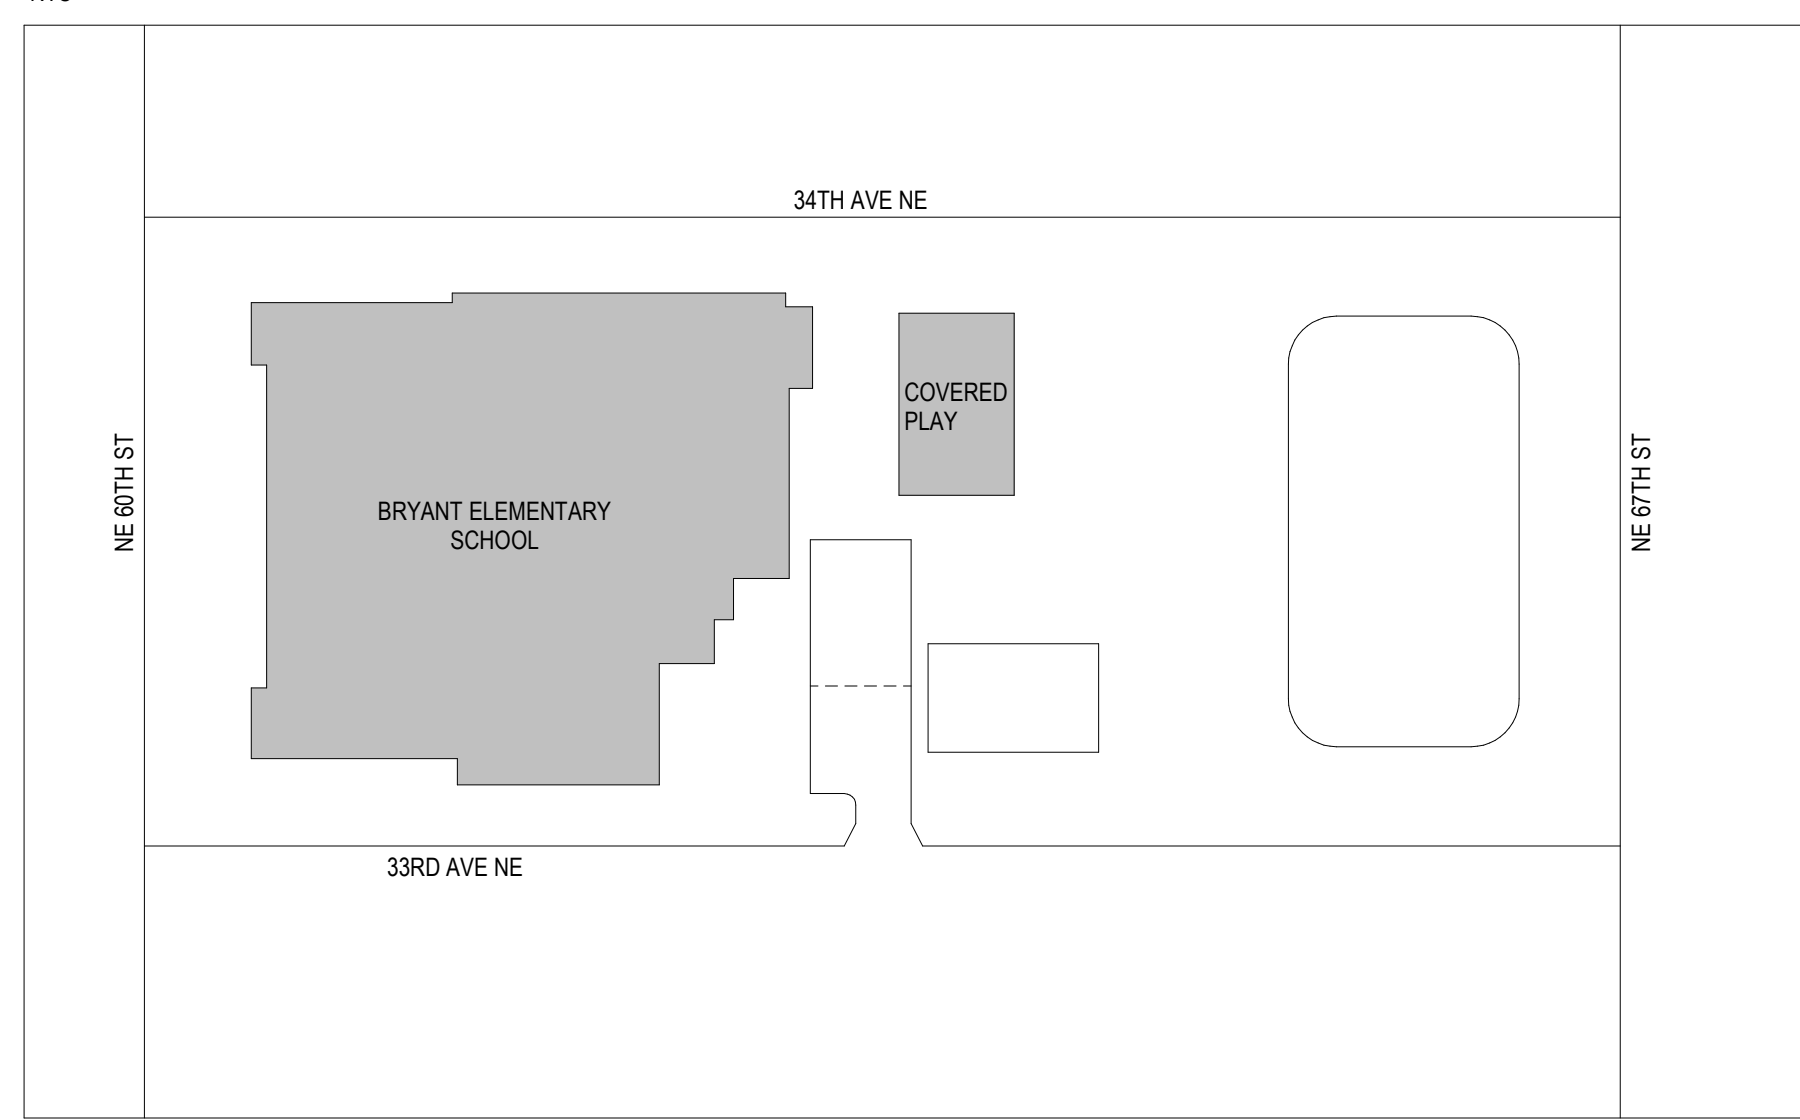 34TH AVE NE
COVERED
PLAY
NE 60TH ST
BRYANT ELEMENTARY
SCHOOL
NE 67TH ST
33RD AVE NE